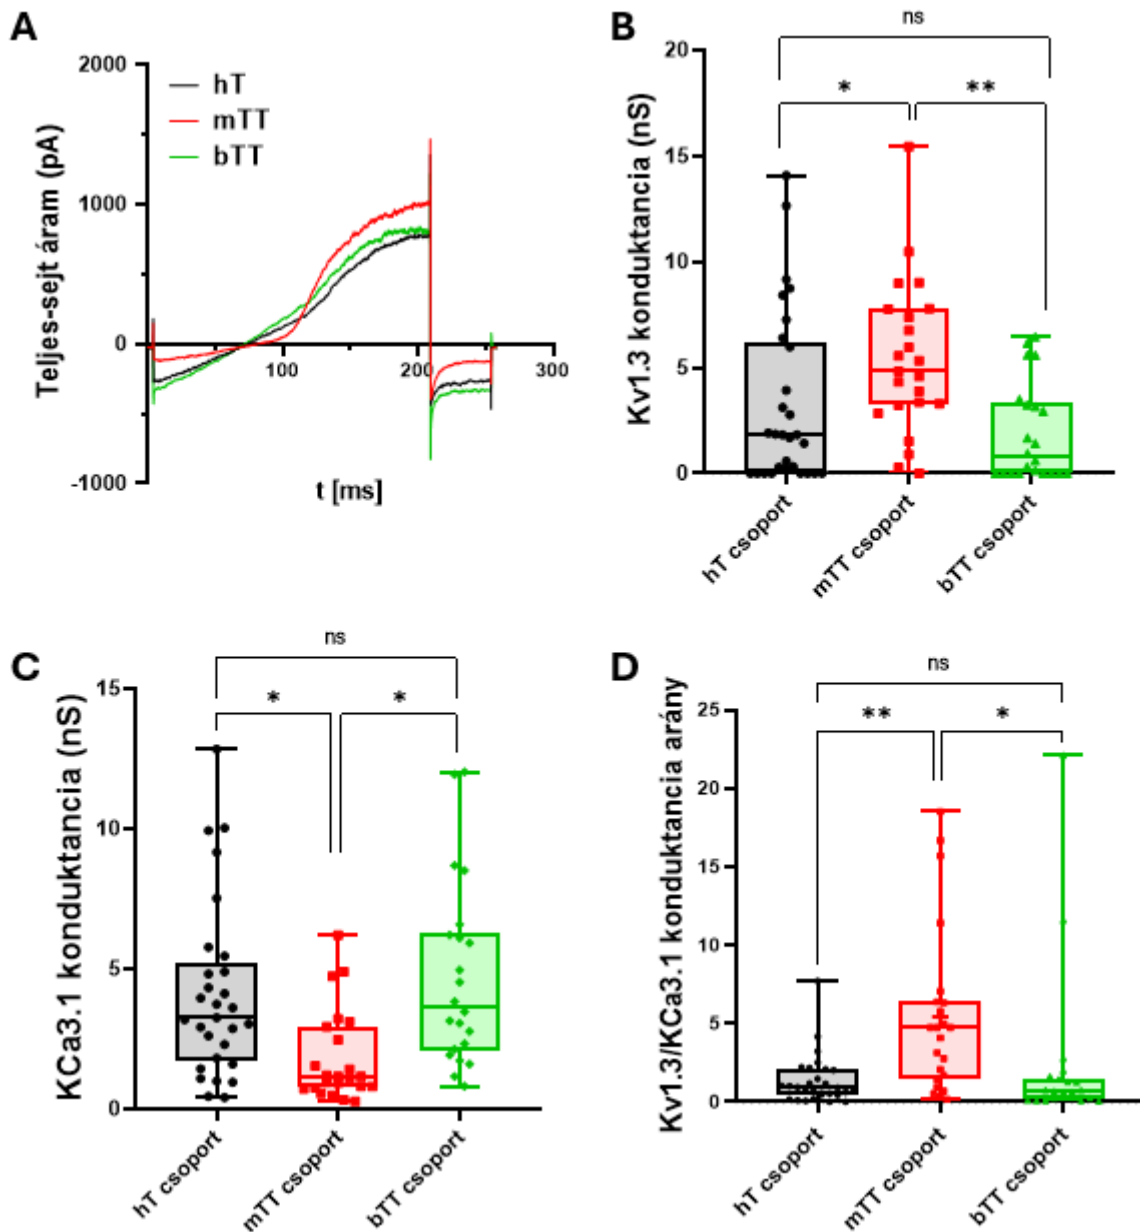 A
2000
1000
0
-1000
Teljes-sejt áram (pA)
hT
mTT
bTT
100
200
300
t [ms]
B
ns
*
**
20
15
10
5
0
Kv1.3 konduktancia (nS)
hT csoport
mTT csoport
bTT csoport
C
ns
*
*
15
10
5
0
KCa3.1 konduktancia (nS)
hT csoport
mTT csoport
bTT csoport
D
ns
**
*
25
20
15
10
5
0
Kv1.3/KCa3.1 konduktancia arány
hT csoport
mTT csoport
bTT csoport